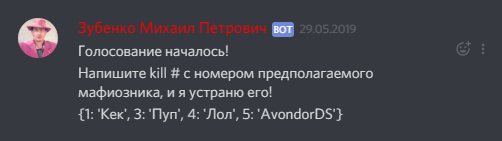 Зубенко Михаил Петрович БОТ 29.05.2019
Голосование началось!
Напишите kill # с номером предполагаемого
мафиозника, и я устраню его!
{1: 'Кек', 3: 'Пуп', 4: 'Лол', 5: 'AvondorDS'}